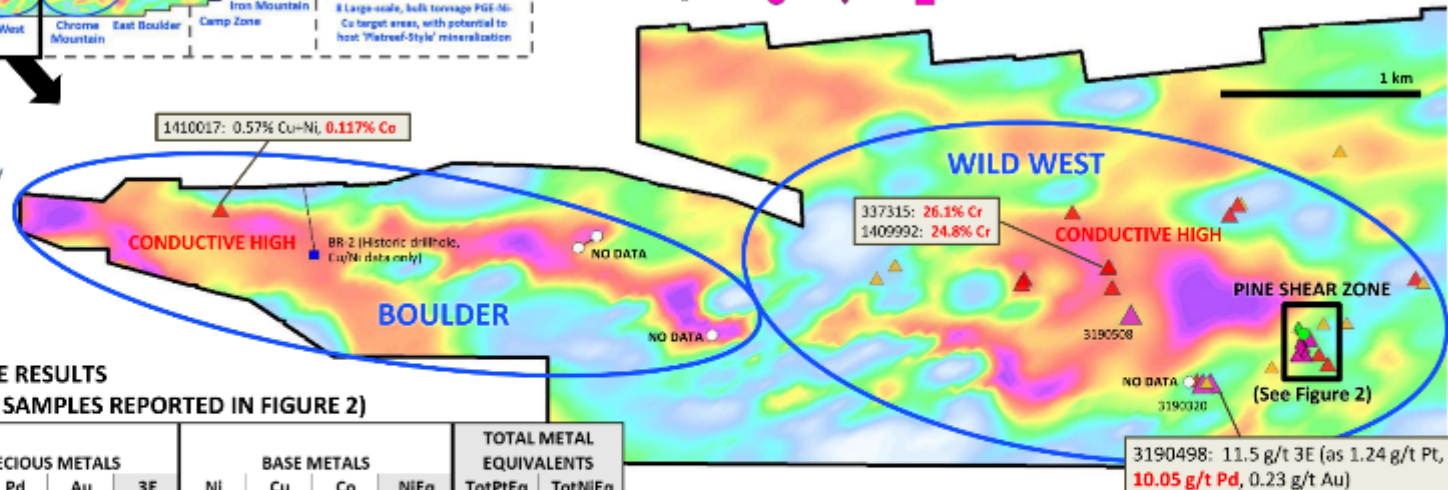 West
Chrome
Mountain
East Boulder
Iron Mountain
Camp Zone
8 Large-scale, bulk tonnage PGE-Ni-
Cu target areas, with potential to
host 'Platreef-Style' mineralization
1 km
1410017: 0.57% Cu+Ni, 0.117% Co
WILD WEST
337315: 26.1% Cr
1409992: 24.8% Cr
CONDUCTIVE HIGH
BR-2 (Historic drillhole,
Cu/Ni data only)
NO DATA
CONDUCTIVE HIGH
PINE SHEAR ZONE
BOULDER
NO DATA
3190508
NO DATA
3190320
(See Figure 2)
E RESULTS
SAMPLES REPORTED IN FIGURE 2)
3190498: 11.5 g/t 3E (as 1.24 g/t Pt,
10.05 g/t Pd, 0.23 g/t Au)
TOTAL METAL
EQUIVALENTS
ECIOUS METALS
BASE METALS
Pd Au 3E Ni Cu Co NiEq TotPtEq TotNiEq